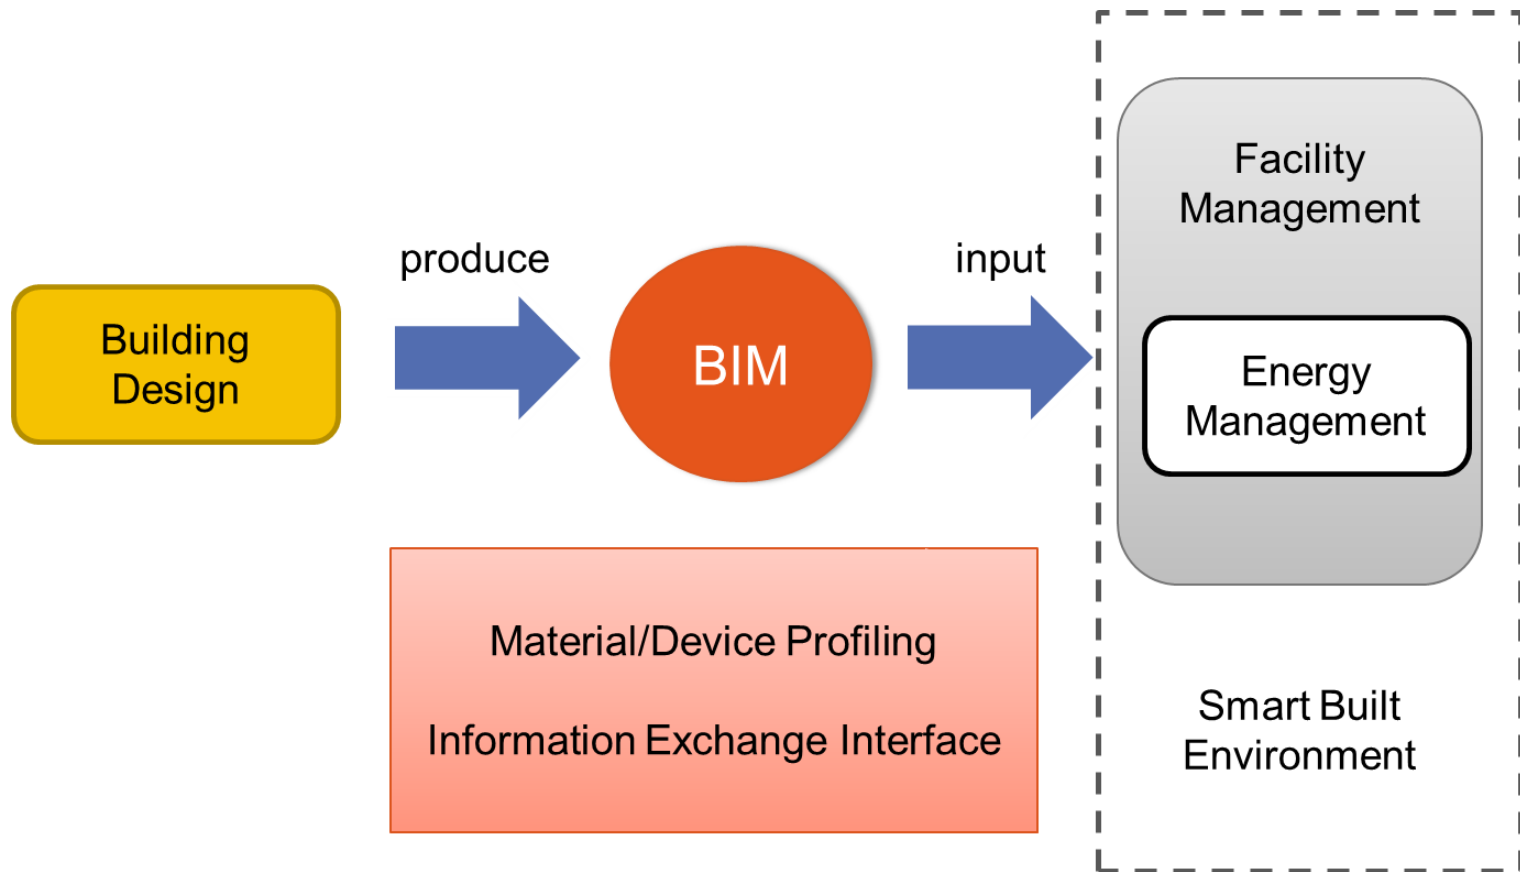 Building
Design
produce
BIM
input
Facility
Management
Energy
Management
Material/Device Profiling
Information Exchange Interface
Smart Built
Environment